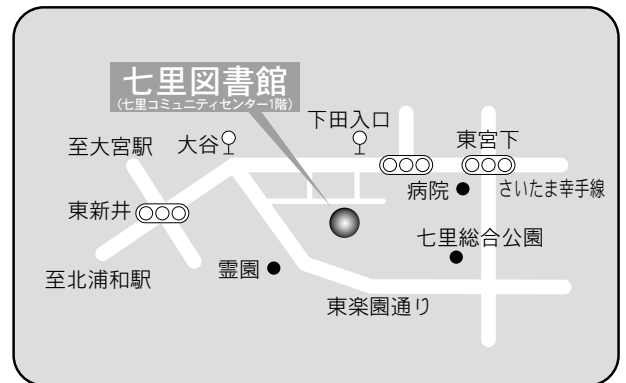 七里図書館
(七里コミュニティセンター1階)
下田入口
東宮下
至大宮駅
大谷
病院
さいたま幸手線
東新井
七里総合公園
霊園
至北浦和駅
東楽園通り